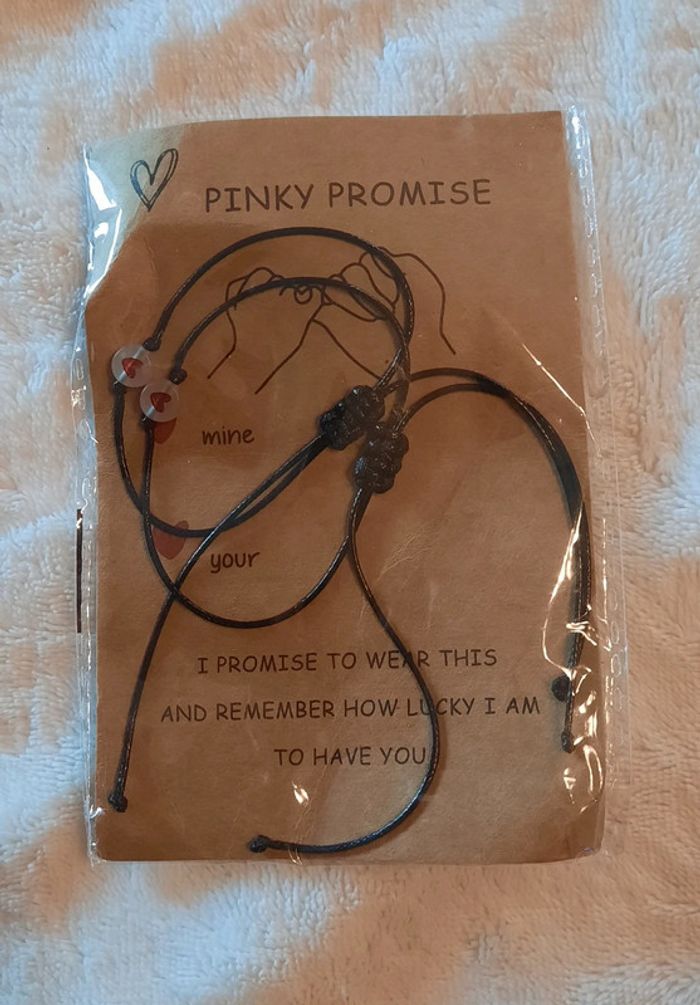 PINKY PROMISE
mine
your
I PROMISE TO WEAR THIS
AND REMEMBER HOW LUCKY I AM
TO HAVE YOU